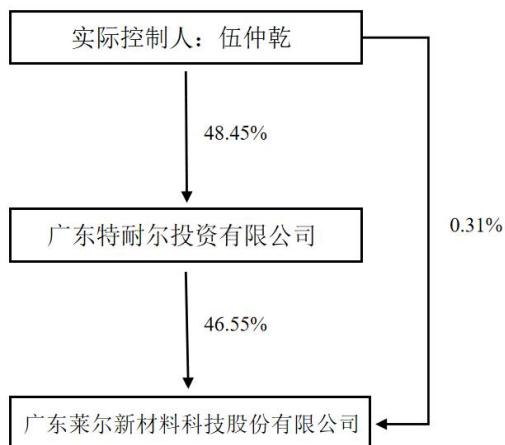 实际控制人：伍仲乾
48.45%
广东特耐尔投资有限公司
0.31%
46.55%
广东莱尔新材料科技股份有限公司